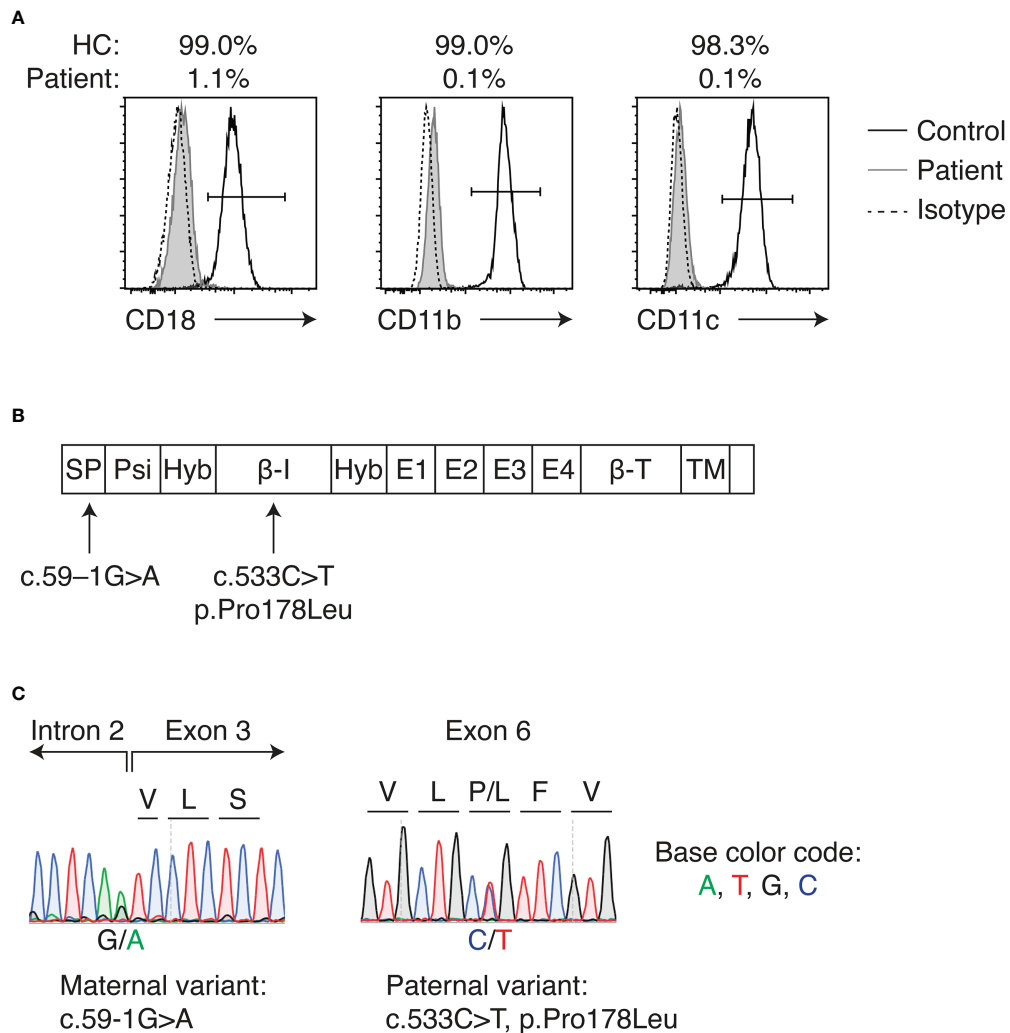 A
HC: 99.0% 99.0% 98.3%
Patient: 1.1% 0.1% 0.1%
Control
Patient
Isotype
CD18 CD11b CD11c
B
SP Psi Hyb β-I Hyb E1 E2 E3 E4 β-T TM
c.59–1G>A c.533C>T
p.Pro178Leu
C
Intron 2 Exon 3 Exon 6
V L S V L P/L F V
Base color code:
A, T, G, C
G/A C/T
Maternal variant: Paternal variant:
c.59-1G>A c.533C>T, p.Pro178Leu